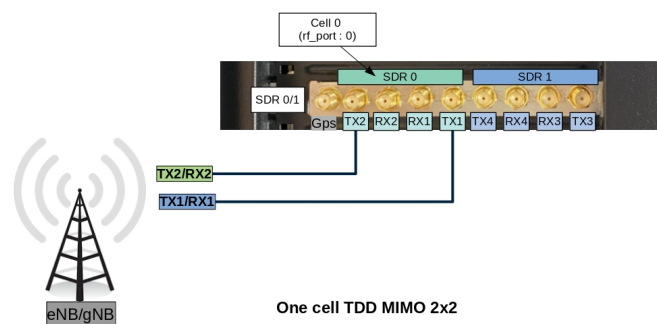 Cell 0
(rf_port : 0)
SDR 0
SDR 1
SDR 0/1
Gps
TX2
RX2
RX1
TX1
TX4
RX4
RX3
TX3
TX2/RX2
TX1/RX1
eNB/gNB
One cell TDD MIMO 2x2